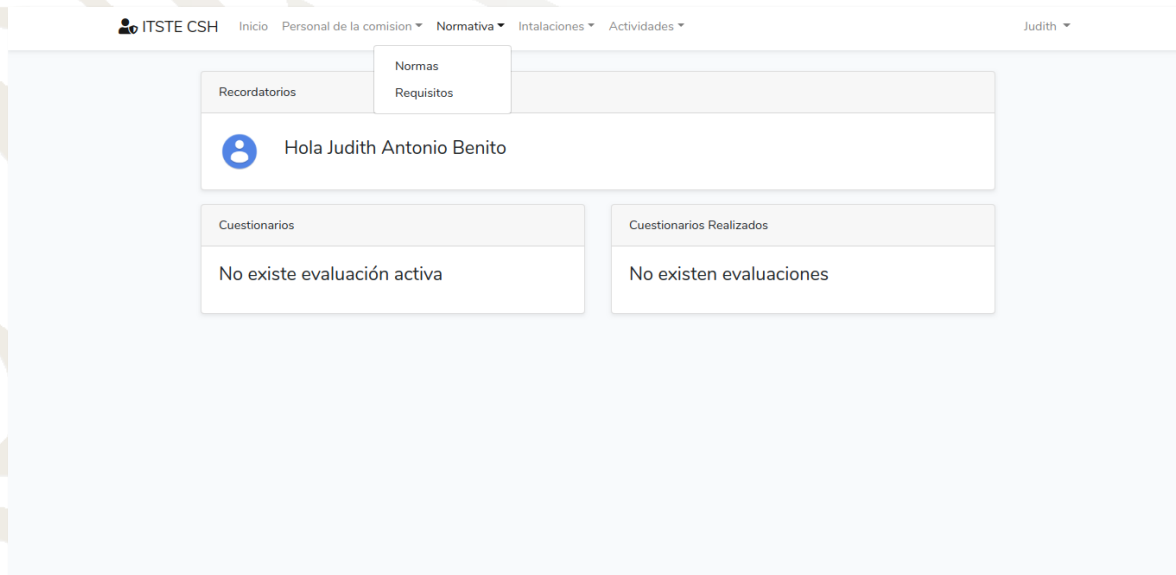 ITSTE CSH Inicio Personal de la comision Normativa Intalaciones Actividades Judith
Normas
Requisitos
Recordatorios
Hola Judith Antonio Benito
Cuestionarios
No existe evaluación activa
Cuestionarios Realizados
No existen evaluaciones